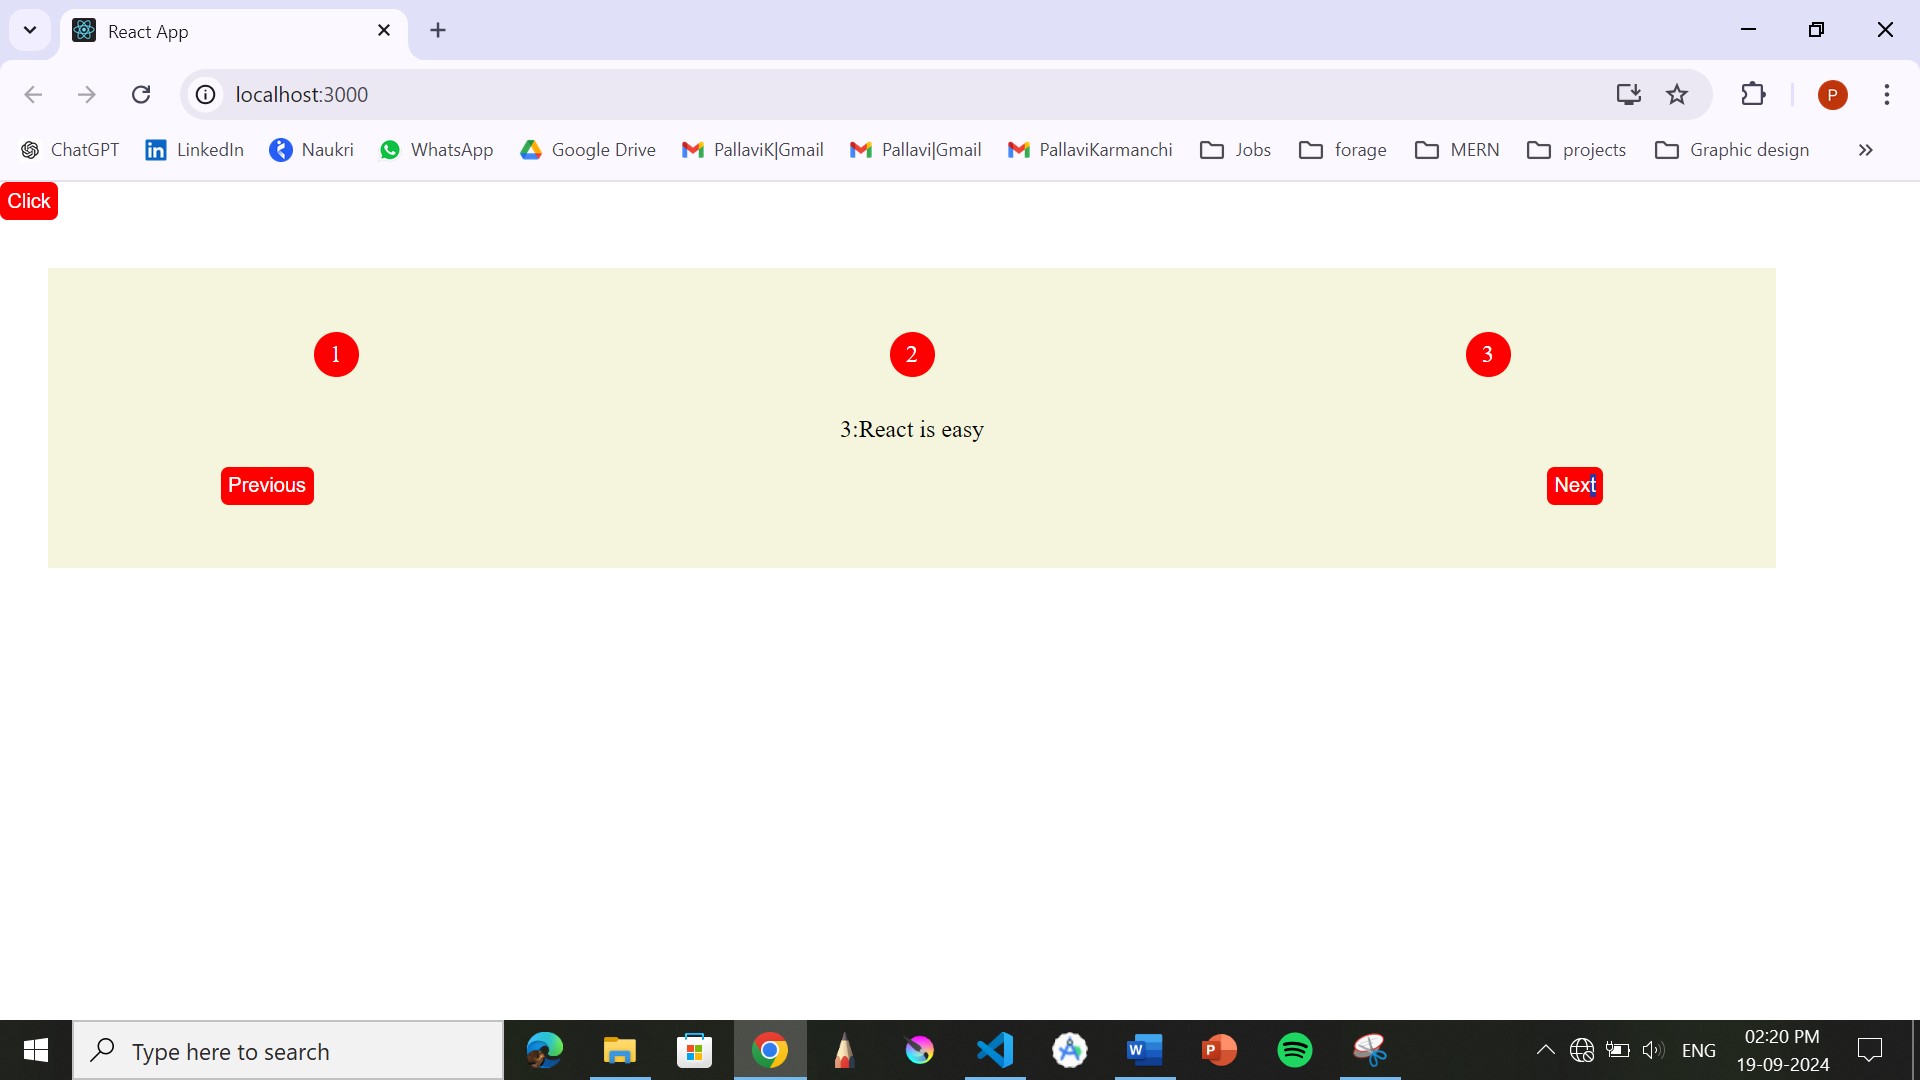 React App
localhost:3000
P
ChatGPT LinkedIn Naukri WhatsApp Google Drive PallaviK|Gmail Pallavi|Gmail PallaviKarmanchi Jobs forage MERN projects Graphic design
Click
1 2 3
3:React is easy
Previous Next
Type here to search
ENG
02:20 PM
19-09-2024